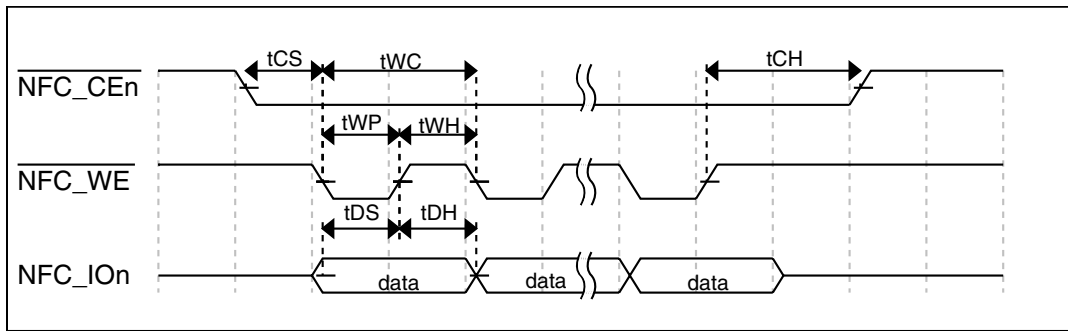 tCS
tWC
tCH
NFC_CEn
tWP
tWH
NFC_WE
tDS
tDH
NFC_IOn
data
data
data